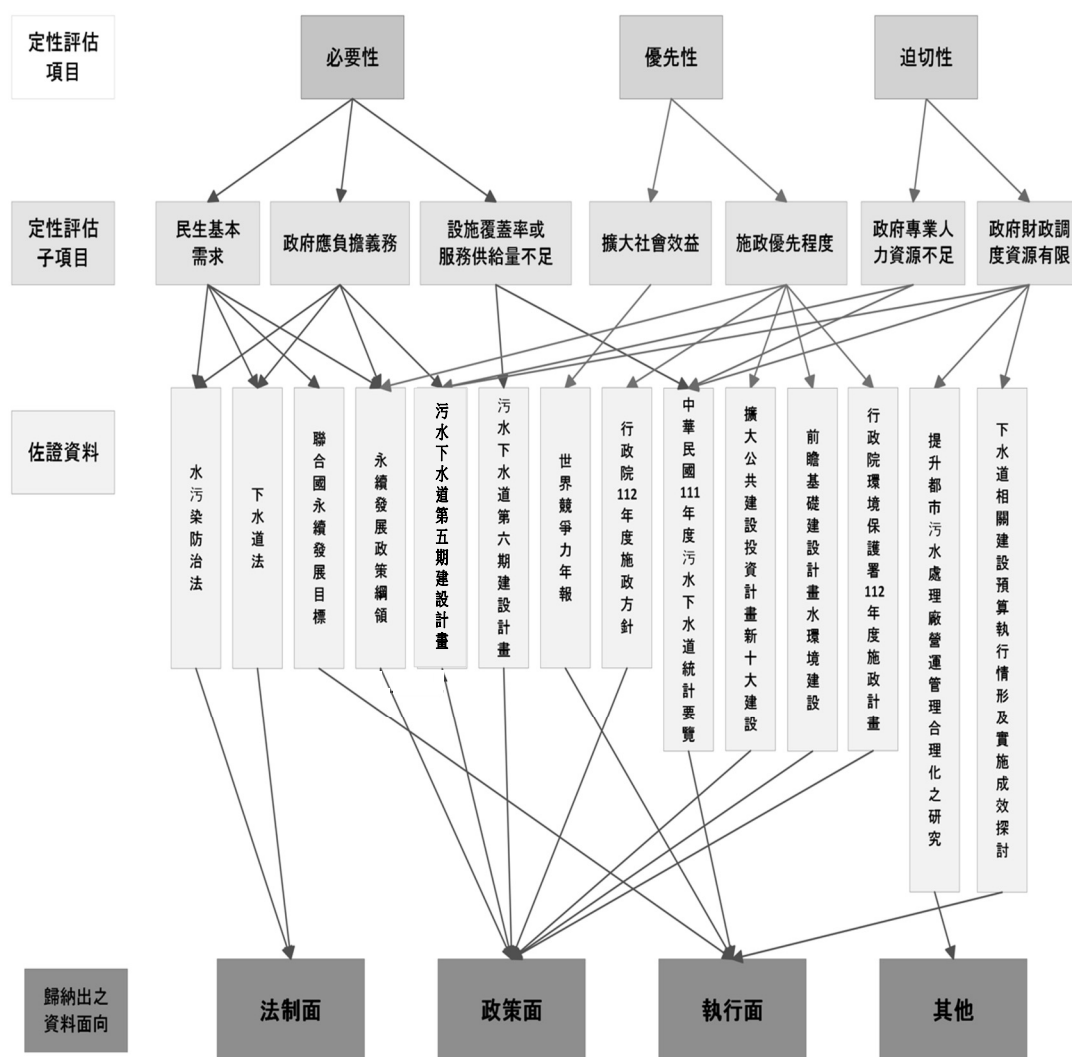 定性評估
項目
必要性
優先性
迫切性
定性評估
子項目
民生基本
需求
政府應負擔義務
設施覆蓋率或
服務供給量不足
擴大社會效益
施政優先程度
政府專業人
力資源不足
政府財政調
度資源有限
佐證資料
水污染防治法
下水道法
聯合國永續發展目標
永續發展政策綱領
污水下水道第五期建設計畫
污水下水道第六期建設計畫
世界競爭力年報
行政院112年度施政方針
中華民國111年度污水下水道統計要覽
擴大公共建設投資計畫新十大建設
前瞻基礎建設計畫水環境建設
行政院環境保護署112年度施政計畫
提升都市污水處理廠營運管理合理化之研究
下水道相關建設預算執行情形及實施成效探討
歸納出之
資料面向
法制面
政策面
執行面
其他